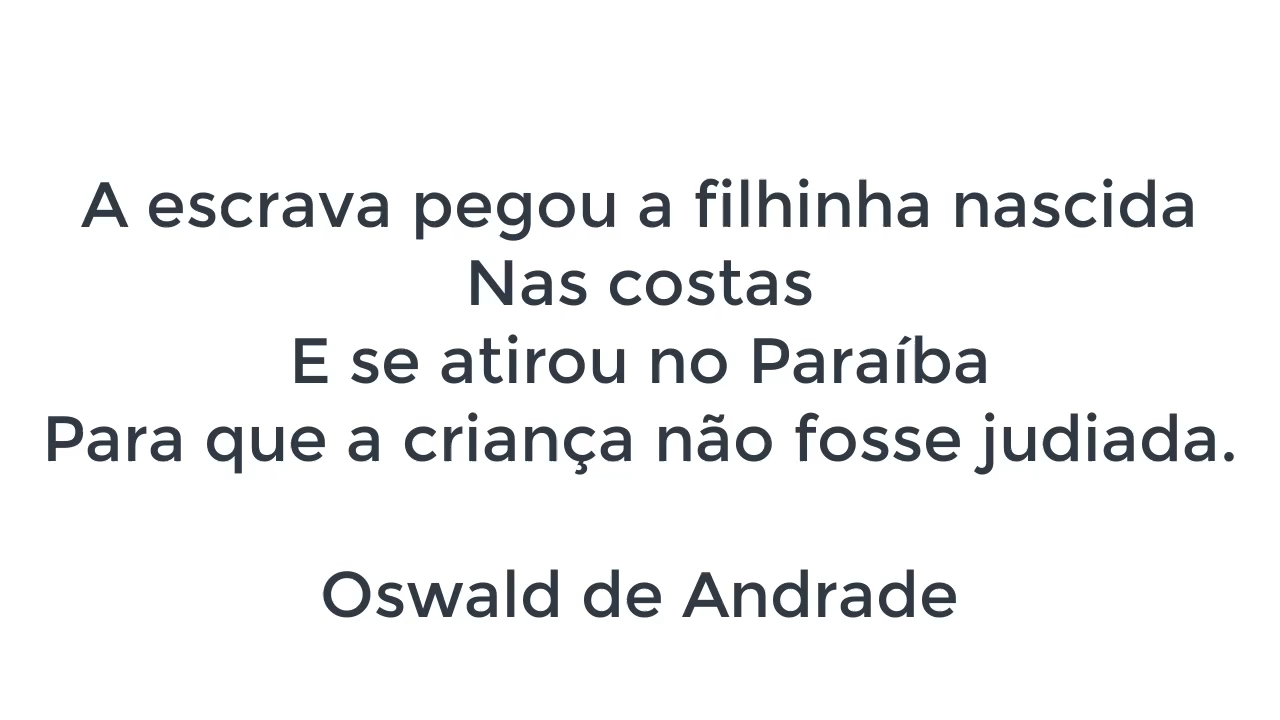 A escrava pegou a filhinha nascida
Nas costas
E se atirou no Paraíba
Para que a criança não fosse judiada.
Oswald de Andrade